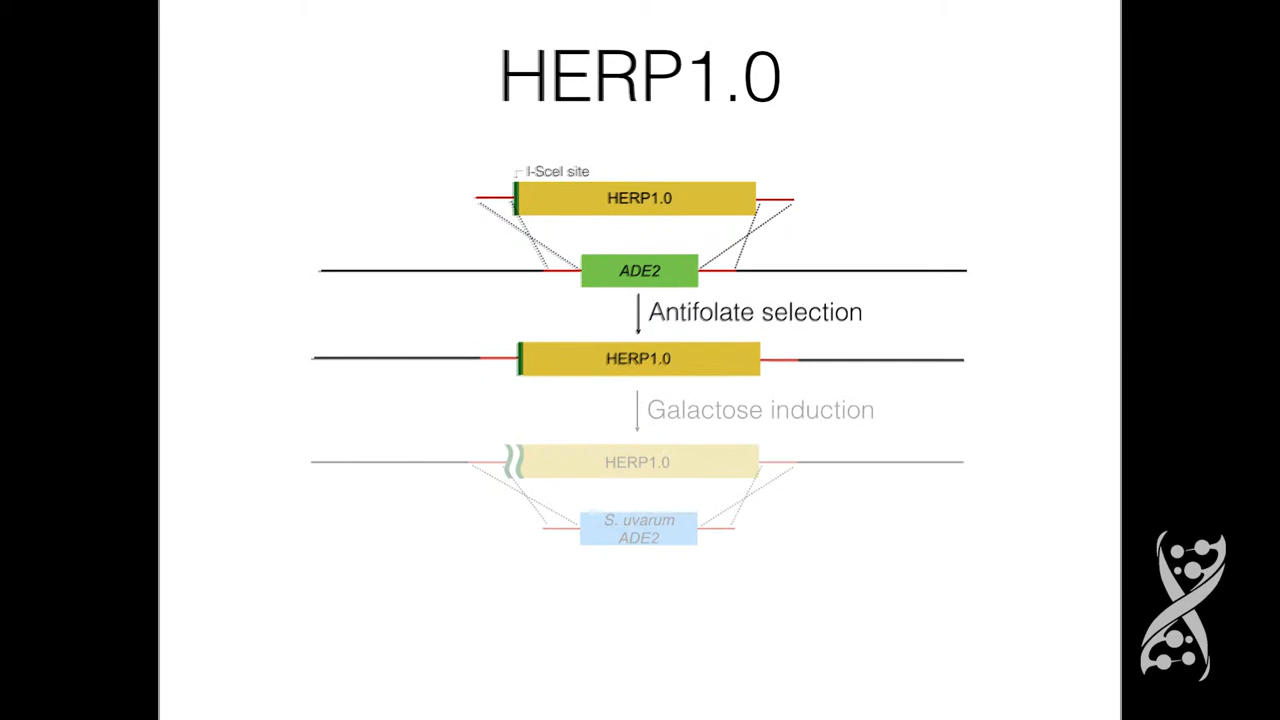 HERP1.0
I-SceI site
HERP1.0
ADE2
Antifolate selection
HERP1.0
Galactose induction
HERP1.0
S. uvarum
ADE2